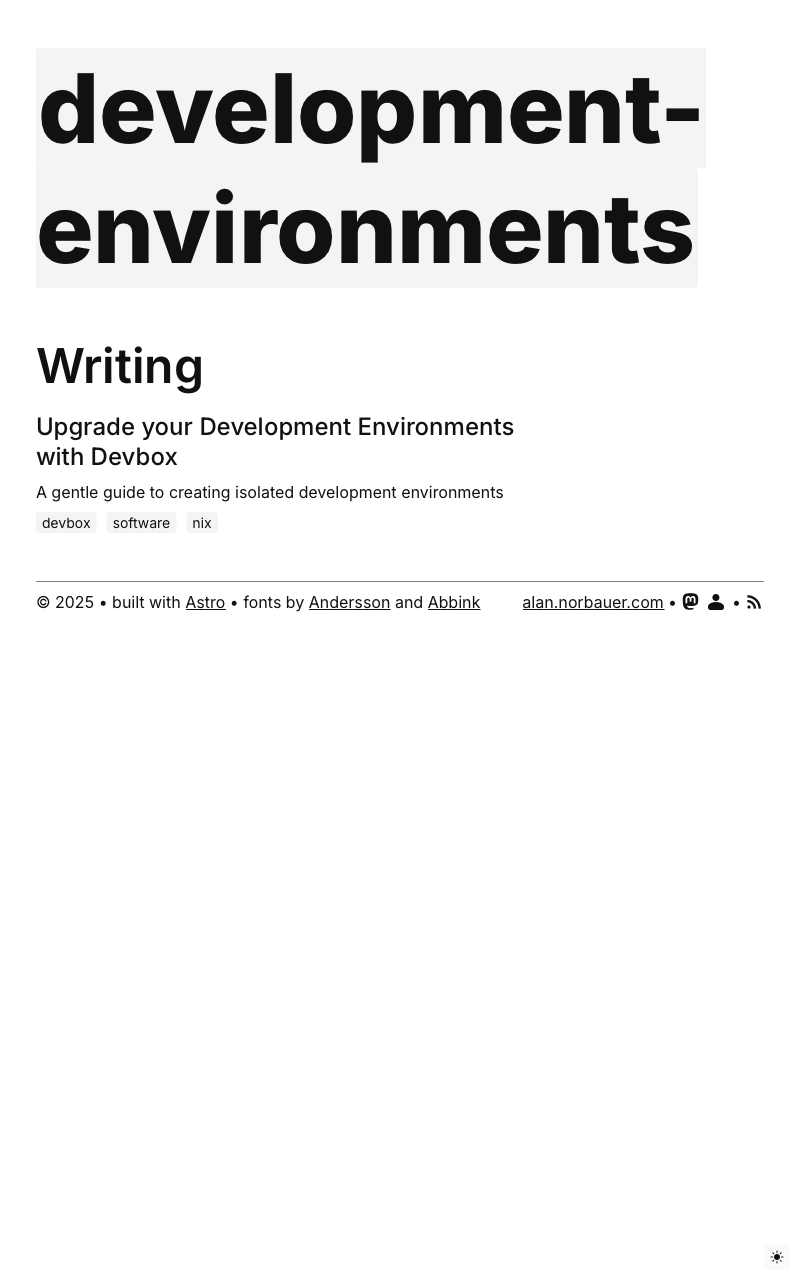 development-
environments
Writing
Upgrade your Development Environments
with Devbox
A gentle guide to creating isolated development environments
devbox software nix
© 2025 • built with Astro • fonts by Andersson and Abbink alan.norbauer.com • •